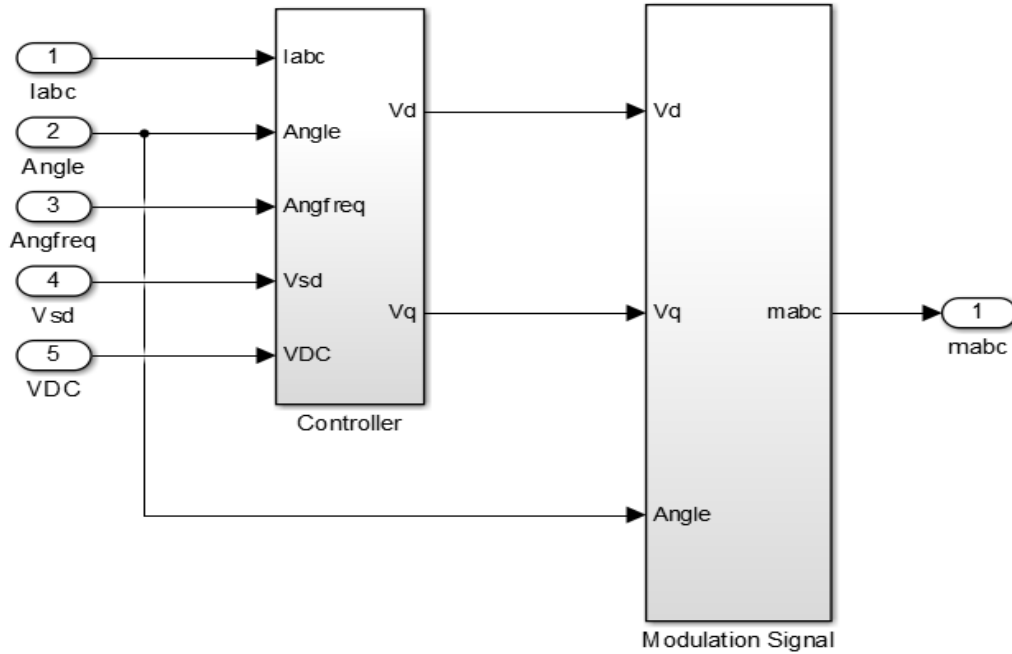 1
Iabc
2
Angle
3
Angfreq
4
Vsd
5
VDC
Iabc
Angle
Angfreq
Vsd
VDC
Vd
Vq
Controller
Vd
Vq
Angle
mabc
Modulation Signal
1
mabc